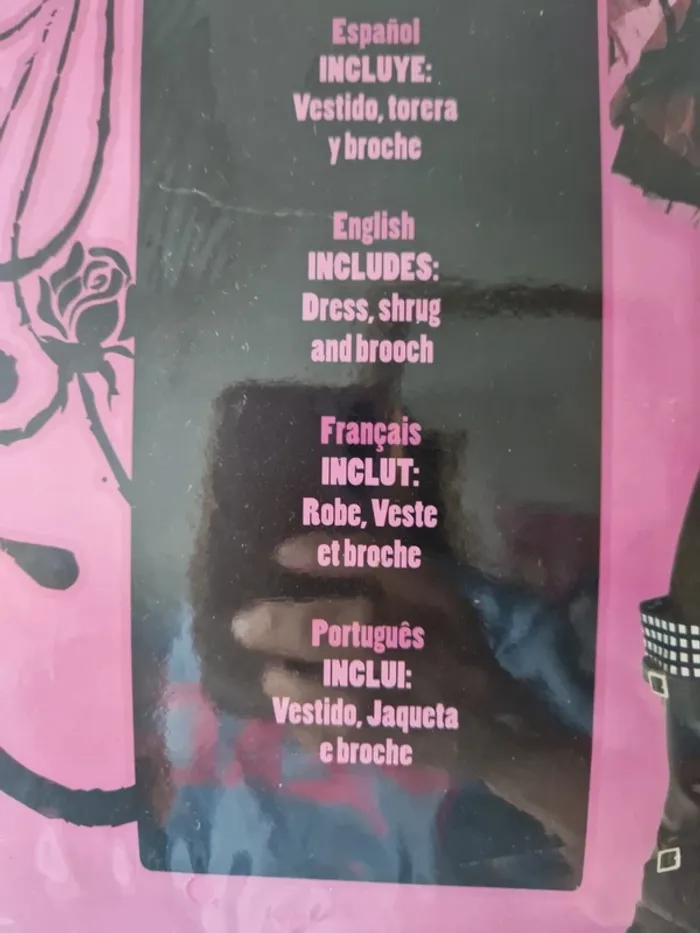 Español
INCLUYE:
Vestido, torera
y broche
English
INCLUDES:
Dress, shrug
and brooch
Français
INCLUT:
Robe, Veste
et broche
Português
INCLUI:
Vestido, Jaqueta
e broche